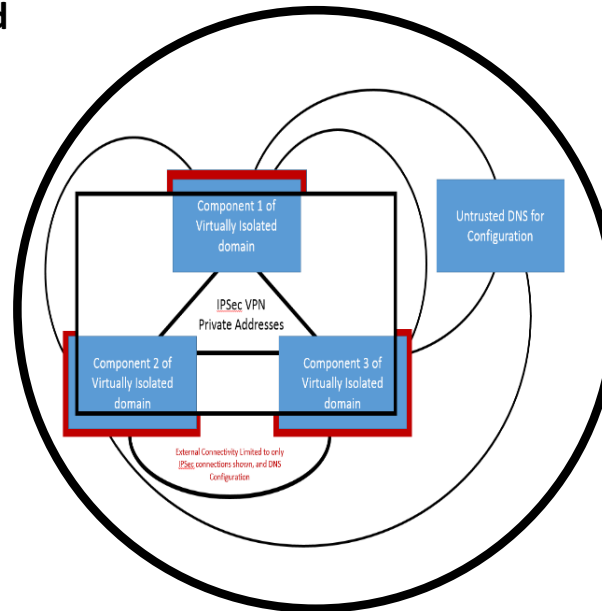 d
Component 1 of
Virtually Isolated
domain
Untrusted DNS for
Configuration
IPSec VPN
Private Addresses
Component 2 of
Virtually Isolated
domain
Component 3 of
Virtually Isolated
domain
External Connectivity Limited to only
IPSec connections shown, and DNS
Configuration